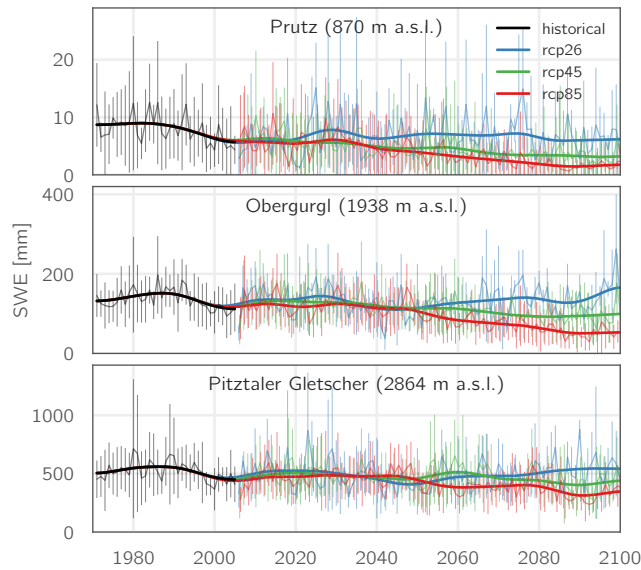 Prutz (870 m a.s.l.)
historical
rcp26
rcp45
rcp85
20
10
0
Obergurgl (1938 m a.s.l.)
400
200
0
SWE [mm]
Pitztaler Gletscher (2864 m a.s.l.)
1000
500
0
1980 2000 2020 2040 2060 2080 2100